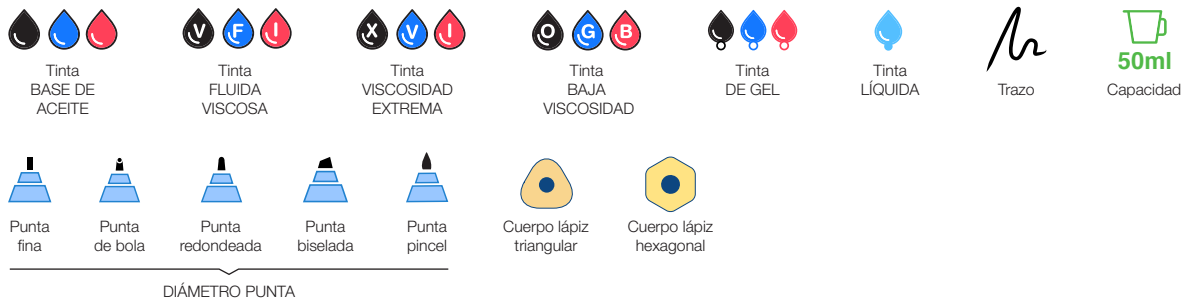 V F I
X V I
O G B
50ml
Tinta
BASE DE
ACEITE
Tinta
FLUIDA
VISCOSA
Tinta
VISCOSIDAD
EXTREMA
Tinta
BAJA
VISCOSIDAD
Tinta
DE GEL
Tinta
LÍQUIDA
Trazo
Capacidad
Punta
fina
Punta
de bola
Punta
redondeada
Punta
biselada
Punta
pincel
Cuerpo lápiz
triangular
Cuerpo lápiz
hexagonal
DIÁMETRO PUNTA